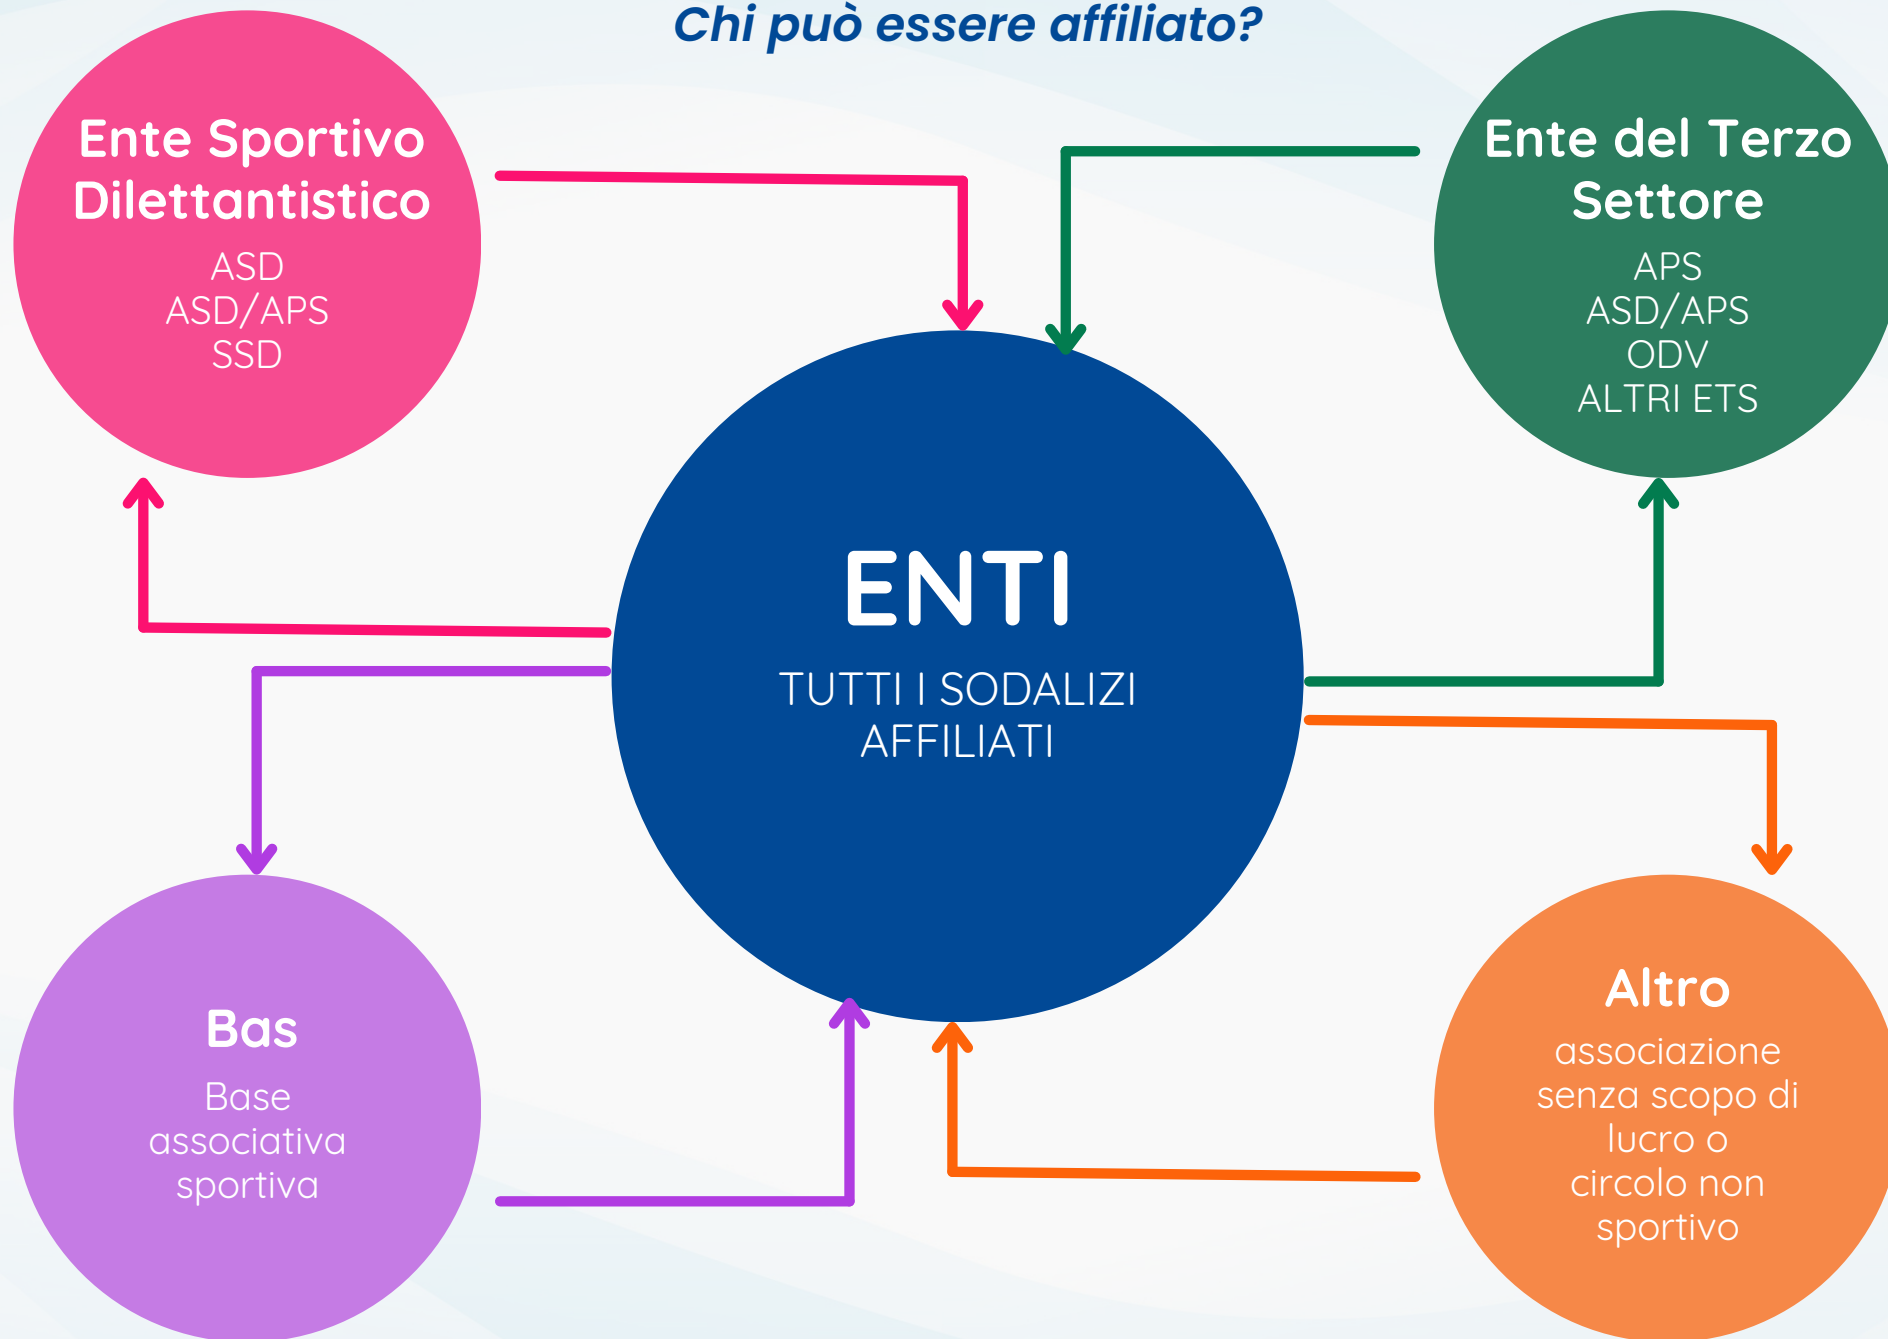 Chi può essere affiliato?
Ente Sportivo
Dilettantistico
ASD
ASD/APS
SSD
Ente del Terzo
Settore
APS
ASD/APS
ODV
ALTRI ETS
ENTI
TUTTI I SODALIZI
AFFILIATI
Bas
Base
associativa
sportiva
Altro
associazione
senza scopo di
lucro o
circolo non
sportivo